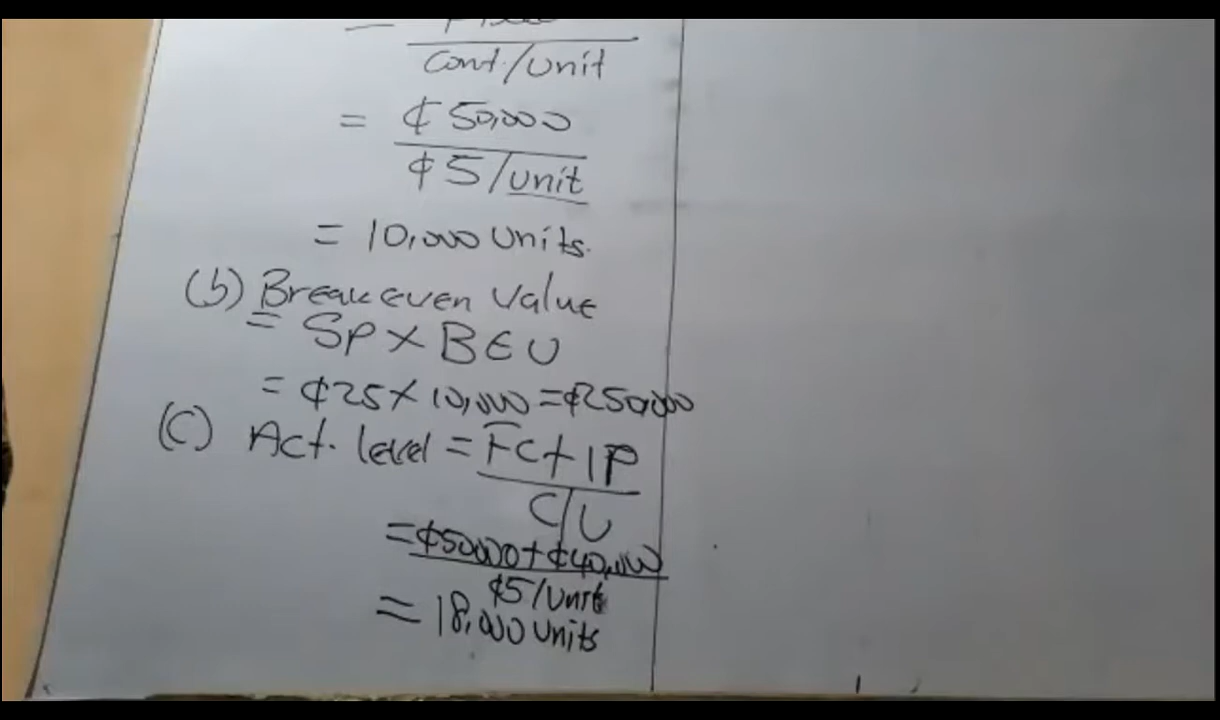 =
Cont./Unit
= ₵50,000
₵5/unit
= 10,000 Units.
(b) Breakeven Value
= SP X BEU
= ₵25 X 10,000 = ₵250,000
(C) Act. level = FC + IP
C/U
= ₵50,000 + ₵40,000
₵5/Unit
= 18,000 Units